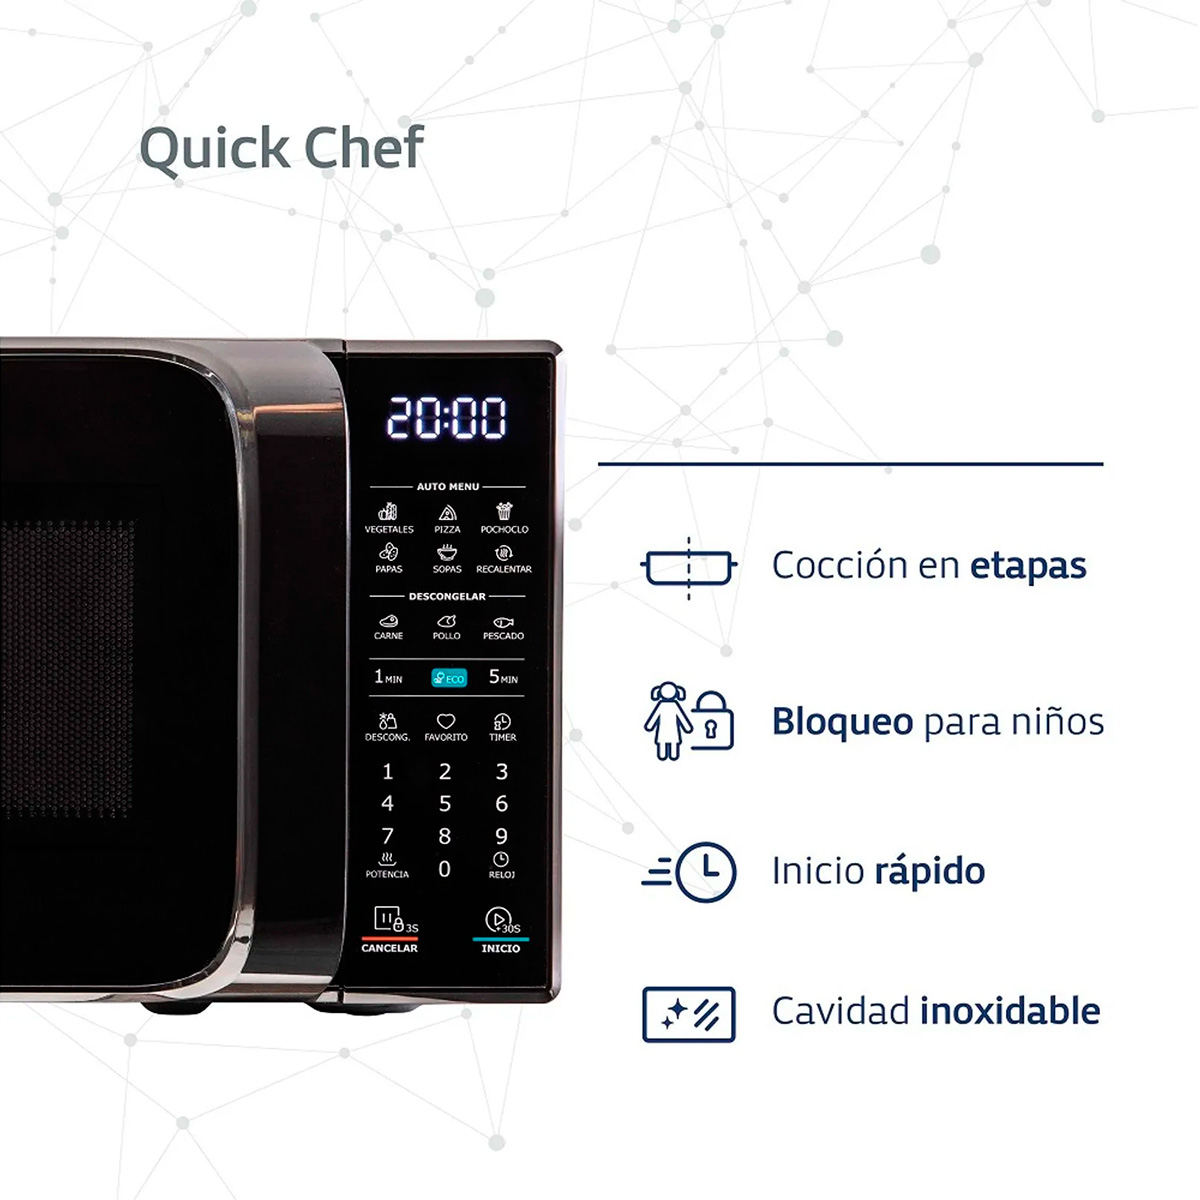 Quick Chef
20:00
AUTO MENU
VEGETALES PIZZA POCHOCLO
PAPAS SOPAS RECALENTAR
DESCONGELAR
CARNE POLLO PESCADO
1 MIN ECO 5 MIN
DESCONG. FAVORITO TIMER
1 2 3
4 5 6
7 8 9
POTENCIA 0 RELOJ
3S +30S
CANCELAR INICIO
Cocción en etapas
Bloqueo para niños
Inicio rápido
Cavidad inoxidable